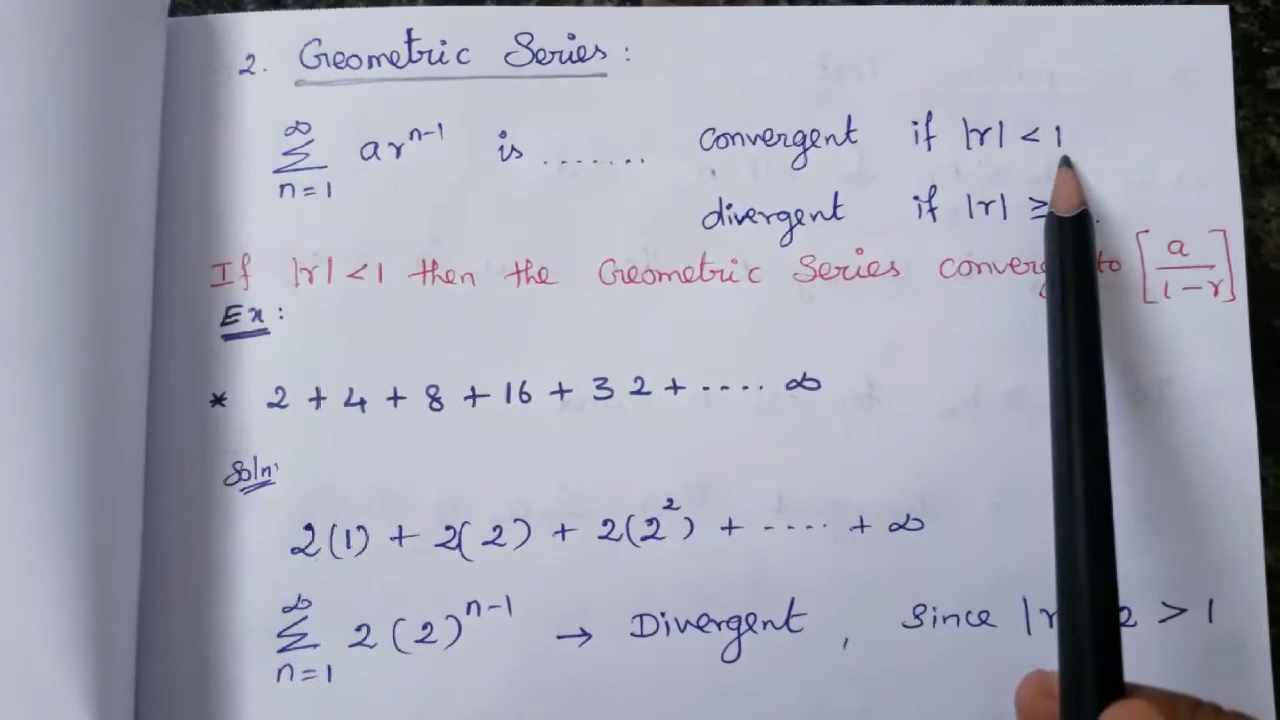 2. Geometric Series:
∞
∑ ar^{n-1} is ....... convergent if |r| < 1
n=1
divergent if |r| ≥ .
If |r| < 1 then the Geometric Series to [a/(1-r)]
Ex:
* 2 + 4 + 8 + 16 + 32 + .... ∞
Soln:
2(1) + 2(2) + 2(2²) + .... + ∞
∞
∑ 2(2)^{n-1} → Divergent, Since |r 2 > 1
n=1